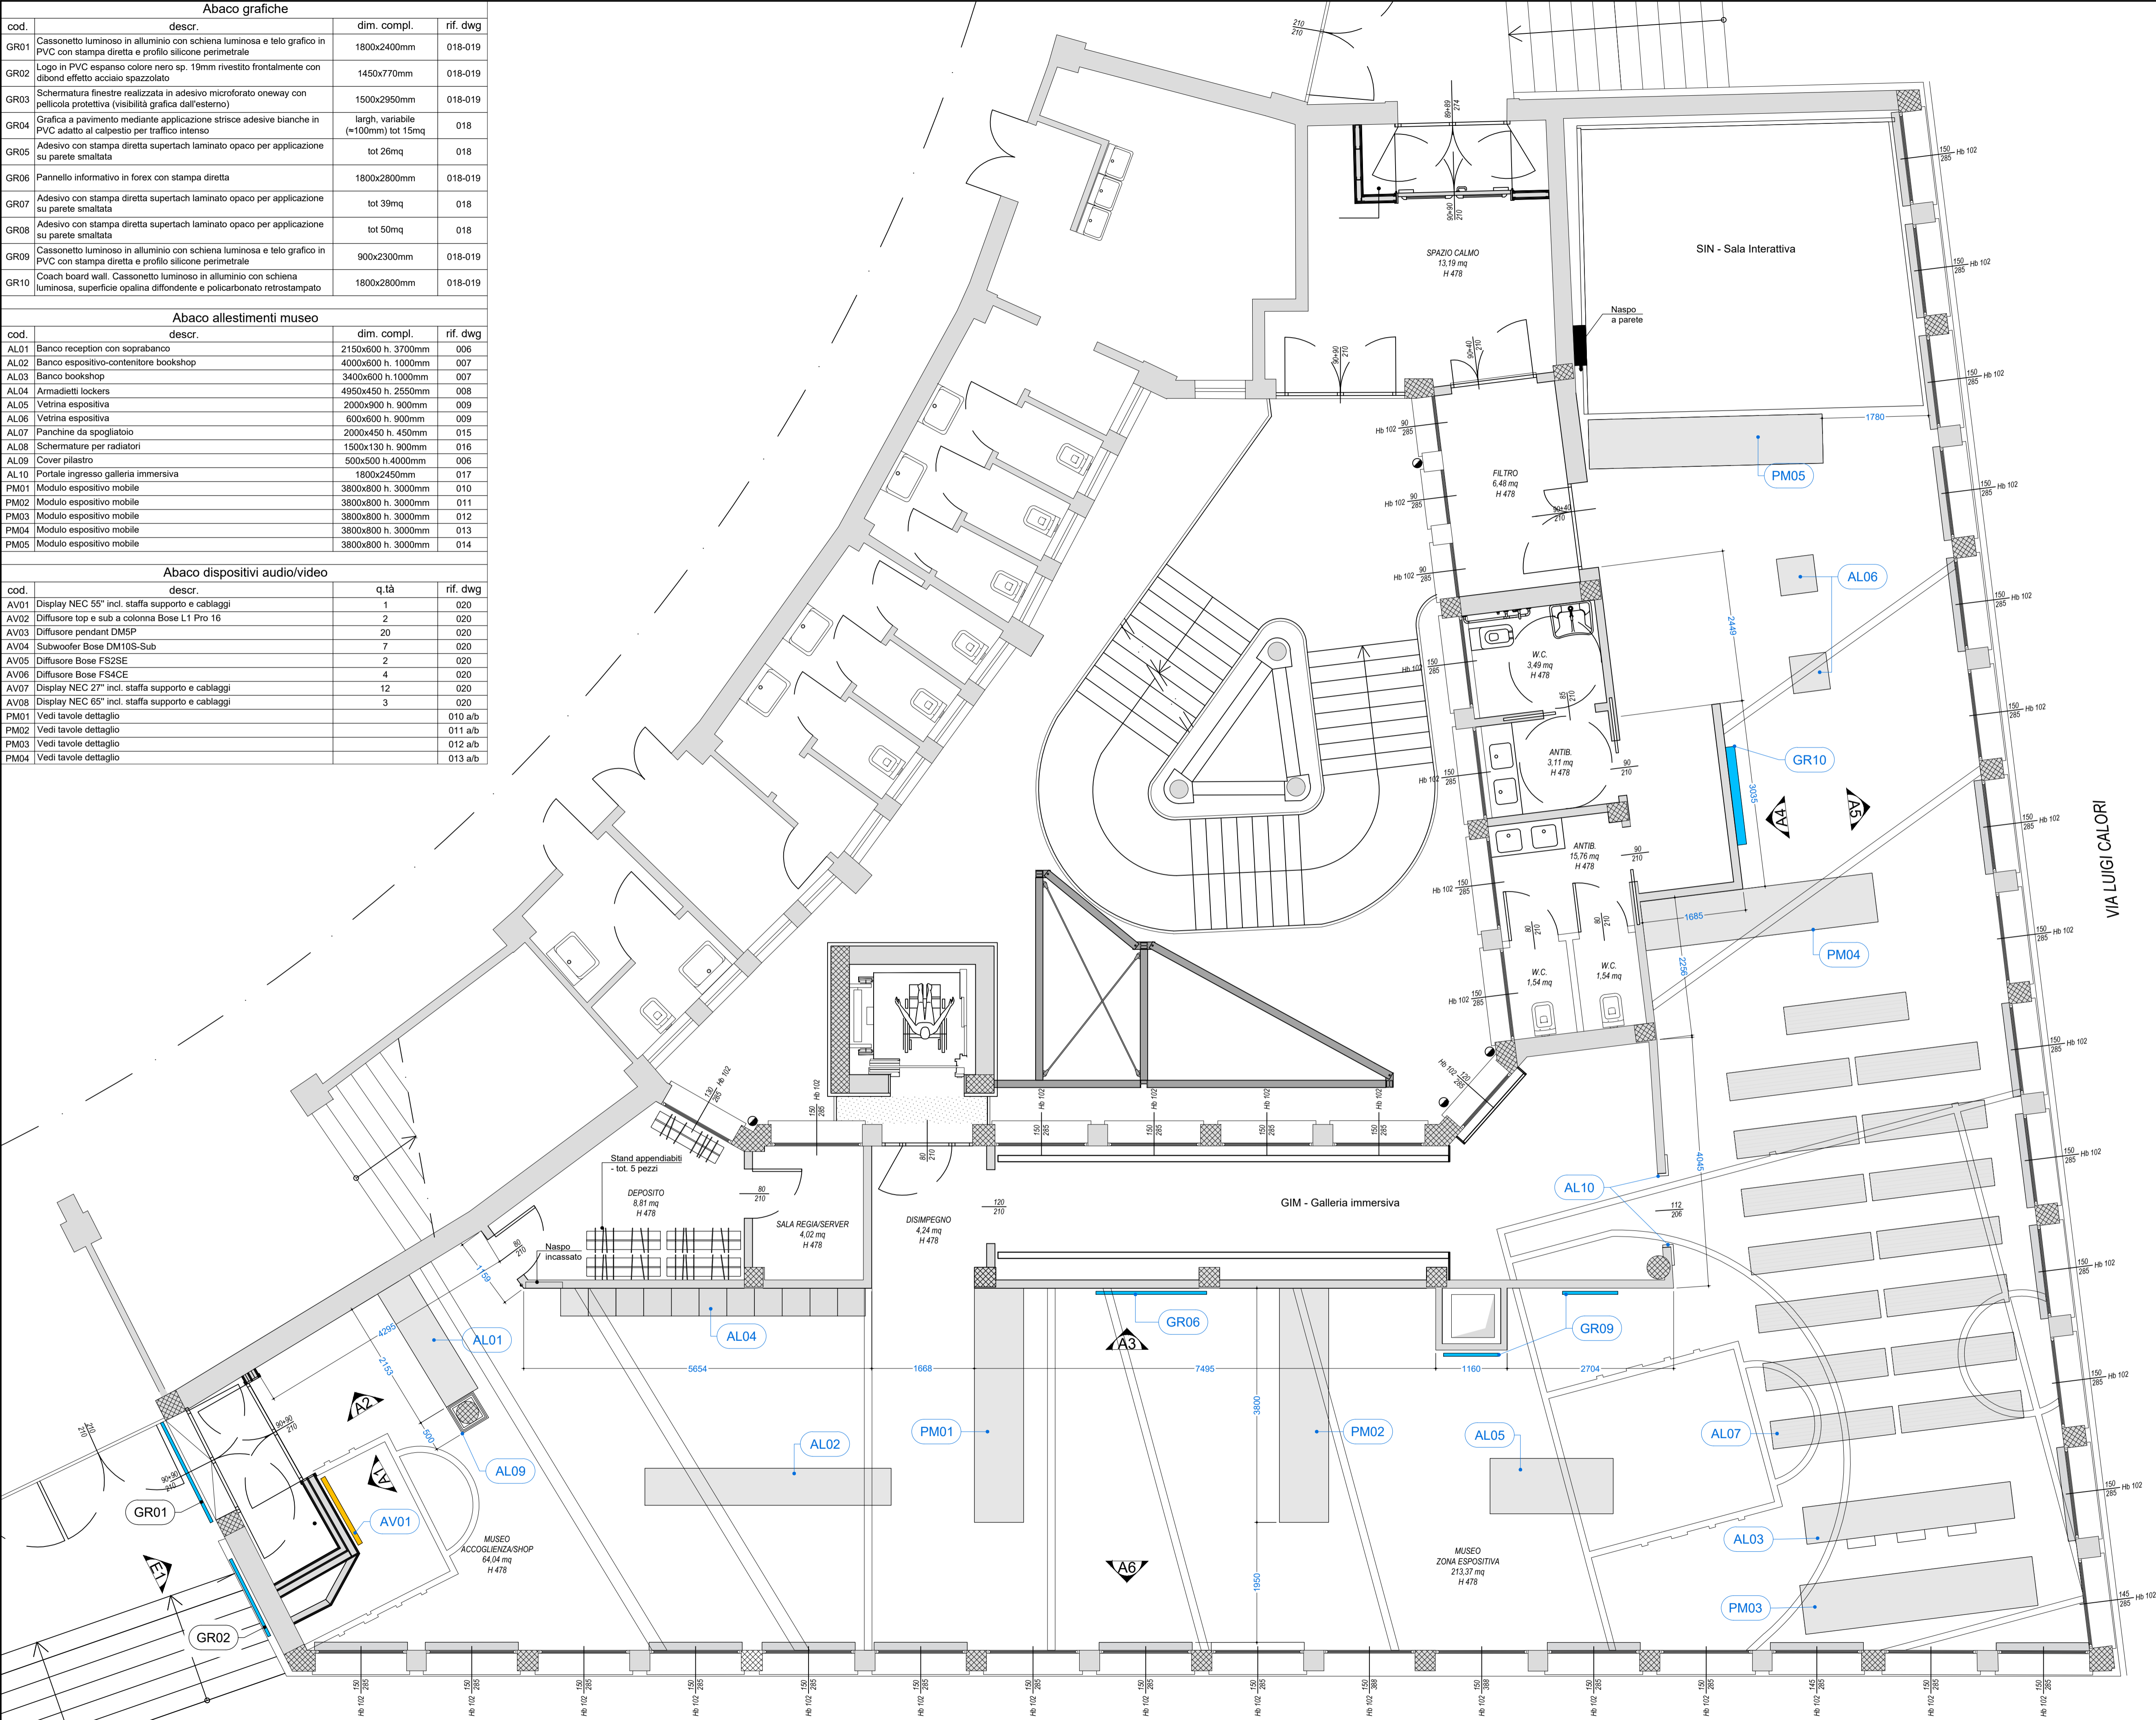 Abaco grafiche
cod. descr. dim. compl. rif. dwg
GR01 Cassonetto luminoso in alluminio con schiena luminosa e telo grafico in
PVC con stampa diretta e profilo silicone perimetrale 1800x2400mm 018-019
GR02 Logo in PVC espanso colore nero sp. 19mm rivestito frontalmente con
dibond effetto acciaio spazzolato 1450x770mm 018-019
GR03 Schermatura finestre realizzata in adesivo microforato oneway con
pellicola protettiva (visibilità grafica dall'esterno) 1500x2950mm 018-019
GR04 Grafica a pavimento mediante applicazione strisce adesive bianche in
PVC adatto al calpestio per traffico intenso largh, variabile
(≈100mm) tot 15mq 018
GR05 Adesivo con stampa diretta supertach laminato opaco per applicazione
su parete smaltata tot 26mq 018
GR06 Pannello informativo in forex con stampa diretta 1800x2800mm 018-019
GR07 Adesivo con stampa diretta supertach laminato opaco per applicazione
su parete smaltata tot 39mq 018
GR08 Adesivo con stampa diretta supertach laminato opaco per applicazione
su parete smaltata tot 50mq 018
GR09 Cassonetto luminoso in alluminio con schiena luminosa e telo grafico in
PVC con stampa diretta e profilo silicone perimetrale 900x2300mm 018-019
GR10 Coach board wall. Cassonetto luminoso in alluminio con schiena
luminosa, superficie opalina diffondente e policarbonato retrostampato 1800x2800mm 018-019
Abaco allestimenti museo
cod. descr. dim. compl. rif. dwg
AL01 Banco reception con soprabanco 2150x600 h. 3700mm 006
AL02 Banco espositivo-contenitore bookshop 4000x600 h. 1000mm 007
AL03 Banco bookshop 3400x600 h.1000mm 007
AL04 Armadietti lockers 4950x450 h. 2550mm 008
AL05 Vetrina espositiva 2000x900 h. 900mm 009
AL06 Vetrina espositiva 600x600 h. 900mm 009
AL07 Panchine da spogliatoio 2000x450 h. 450mm 015
AL08 Schermature per radiatori 1500x130 h. 900mm 016
AL09 Cover pilastro 500x500 h.4000mm 006
AL10 Portale ingresso galleria immersiva 1800x2450mm 017
PM01 Modulo espositivo mobile 3800x800 h. 3000mm 010
PM02 Modulo espositivo mobile 3800x800 h. 3000mm 011
PM03 Modulo espositivo mobile 3800x800 h. 3000mm 012
PM04 Modulo espositivo mobile 3800x800 h. 3000mm 013
PM05 Modulo espositivo mobile 3800x800 h. 3000mm 014
Abaco dispositivi audio/video
cod. descr. q.tà rif. dwg
AV01 Display NEC 55" incl. staffa supporto e cablaggi 1 020
AV02 Diffusore top e sub a colonna Bose L1 Pro 16 2 020
AV03 Diffusore pendant DM5P 20 020
AV04 Subwoofer Bose DM10S-Sub 7 020
AV05 Diffusore Bose FS2SE 2 020
AV06 Diffusore Bose FS4CE 4 020
AV07 Display NEC 27" incl. staffa supporto e cablaggi 12 020
AV08 Display NEC 65" incl. staffa supporto e cablaggi 3 020
PM01 Vedi tavole dettaglio 010 a/b
PM02 Vedi tavole dettaglio 011 a/b
PM03 Vedi tavole dettaglio 012 a/b
PM04 Vedi tavole dettaglio 013 a/b
SPAZIO CALMO
13,19 mq
H 478
SIN - Sala Interattiva
Naspo
a parete
1780
PM05
FILTRO
6,48 mq
H 478
AL06
2449
W.C.
3,49 mq
H 478
ANTIB.
3,11 mq
H 478
GR10
3035
A4
A5
VIA LUIGI CALORI
ANTIB.
15,76 mq
H 478
1685
PM04
2256
W.C.
1,54 mq
W.C.
1,54 mq
4045
Stand appendiabiti
- tot. 5 pezzi
DEPOSITO
8,81 mq
H 478
SALA REGIA/SERVER
4,02 mq
H 478
DISIMPEGNO
4,24 mq
H 478
GIM - Galleria immersiva
AL10
Naspo
incassato
1159
4295
2153
500
AL01
AL04
GR06
GR09
A3
5654
1668
7495
1160
2704
3800
1950
A2
A1
AL09
AL02
PM01
PM02
AL05
AL07
GR01
AV01
E1
GR02
MUSEO
ACCOGLIENZA/SHOP
64,04 mq
H 478
A6
MUSEO
ZONA ESPOSITIVA
213,37 mq
H 478
AL03
PM03